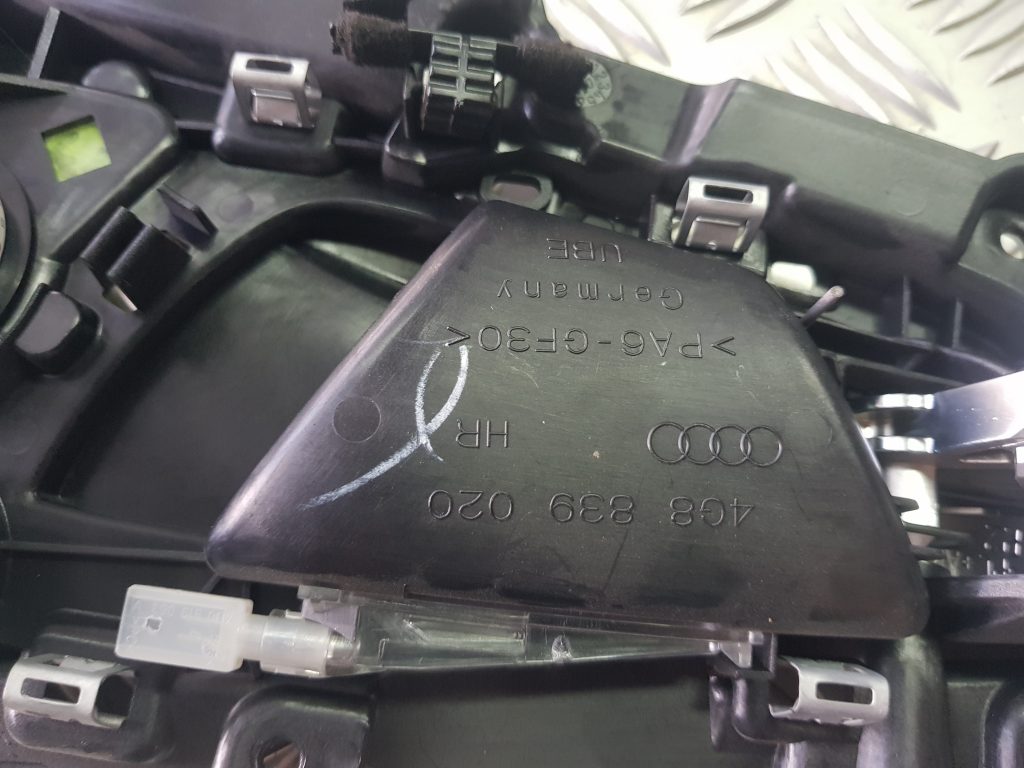 4G8 839 020
HR
>PA6-GF30<
Germany
UBE